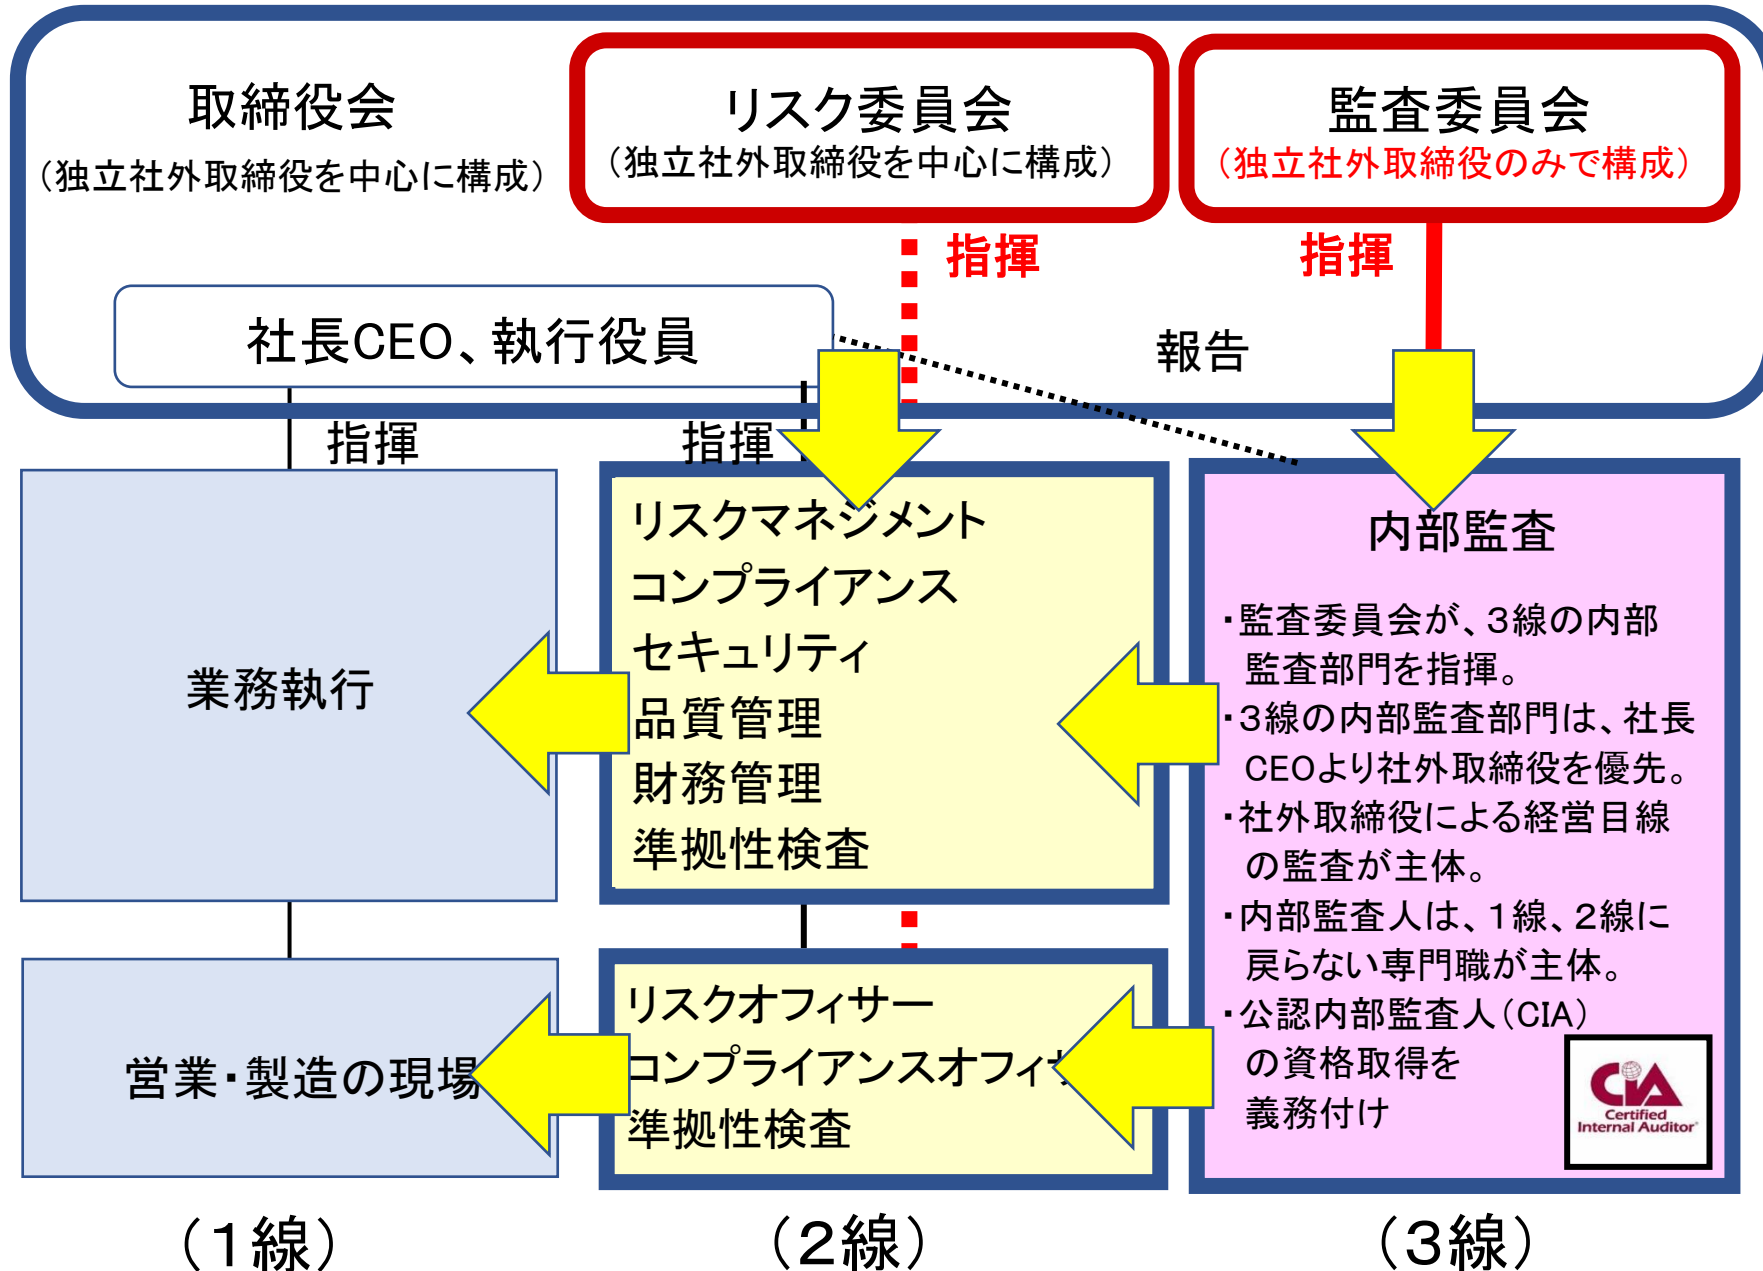 取締役会
（独立社外取締役を中心に構成）
リスク委員会
（独立社外取締役を中心に構成）
監査委員会
（独立社外取締役のみで構成）
指揮
指揮
社長CEO、執行役員
報告
指揮
指揮
業務執行
リスクマネジメント
コンプライアンス
セキュリティ
品質管理
財務管理
準拠性検査
内部監査
・監査委員会が、３線の内部
監査部門を指揮。
・３線の内部監査部門は、社長
CEOより社外取締役を優先。
・社外取締役による経営目線
の監査が主体。
・内部監査人は、１線、２線に
戻らない専門職が主体。
・公認内部監査人（CIA）
の資格取得を
義務付け
CIA
Certified
Internal Auditor®
営業・製造の現場
リスクオフィサー
コンプライアンスオフィサ
準拠性検査
（１線）
（２線）
（３線）